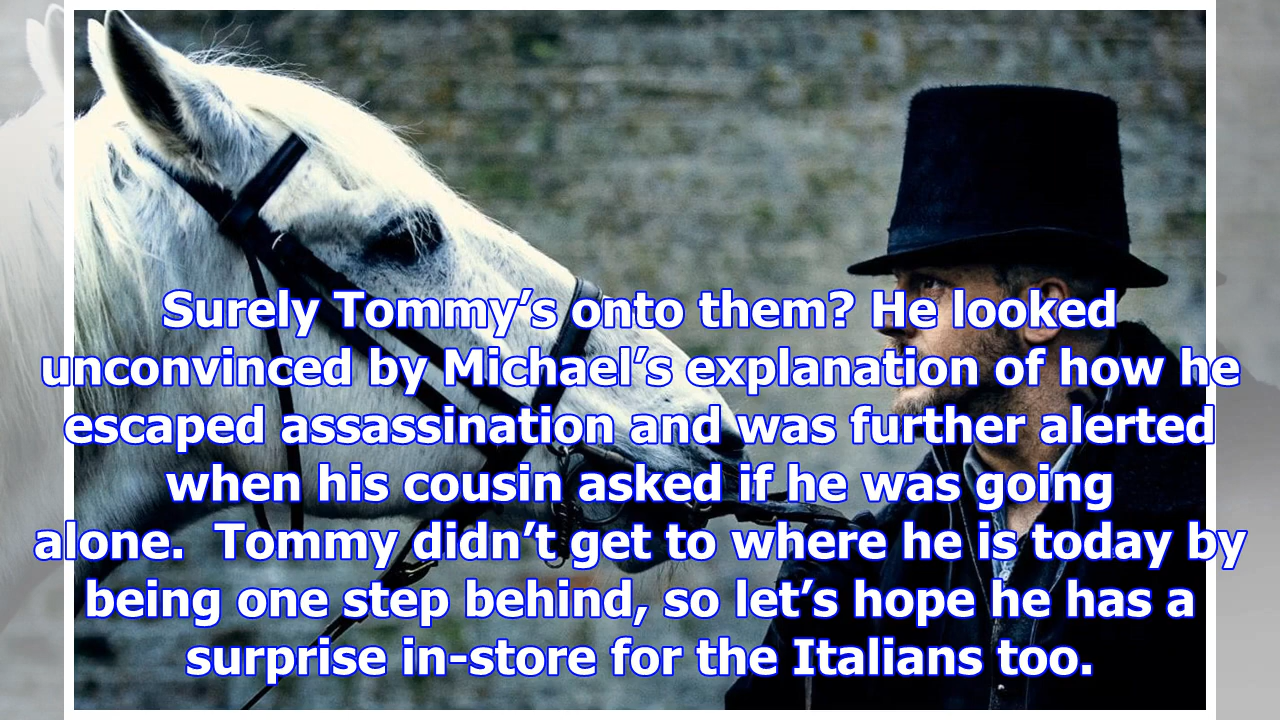 Surely Tommy’s onto them? He looked
unconvinced by Michael’s explanation of how he
escaped assassination and was further alerted
when his cousin asked if he was going
alone.  Tommy didn’t get to where he is today by
being one step behind, so let’s hope he has a
surprise in-store for the Italians too.